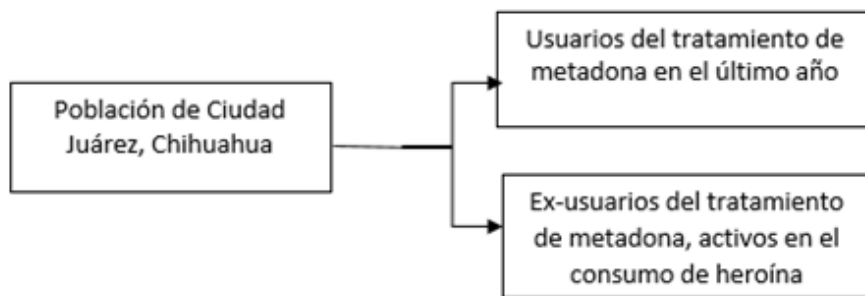 Población de Ciudad
Juárez, Chihuahua
Usuarios del tratamiento de
metadona en el último año
Ex-usuarios del tratamiento
de metadona, activos en el
consumo de heroína